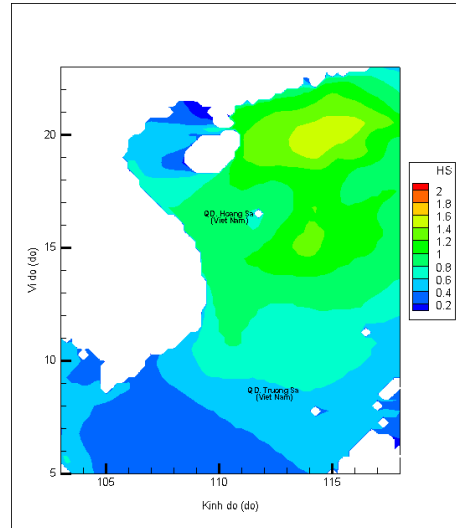 HS
2
1.8
1.6
1.4
1.2
1
0.8
0.6
0.4
0.2
20
15
10
5
Vi do (do)
QD. Hoang Sa
(Viet Nam)
QD. Truong Sa
(Viet Nam)
105
110
115
Kinh do (do)